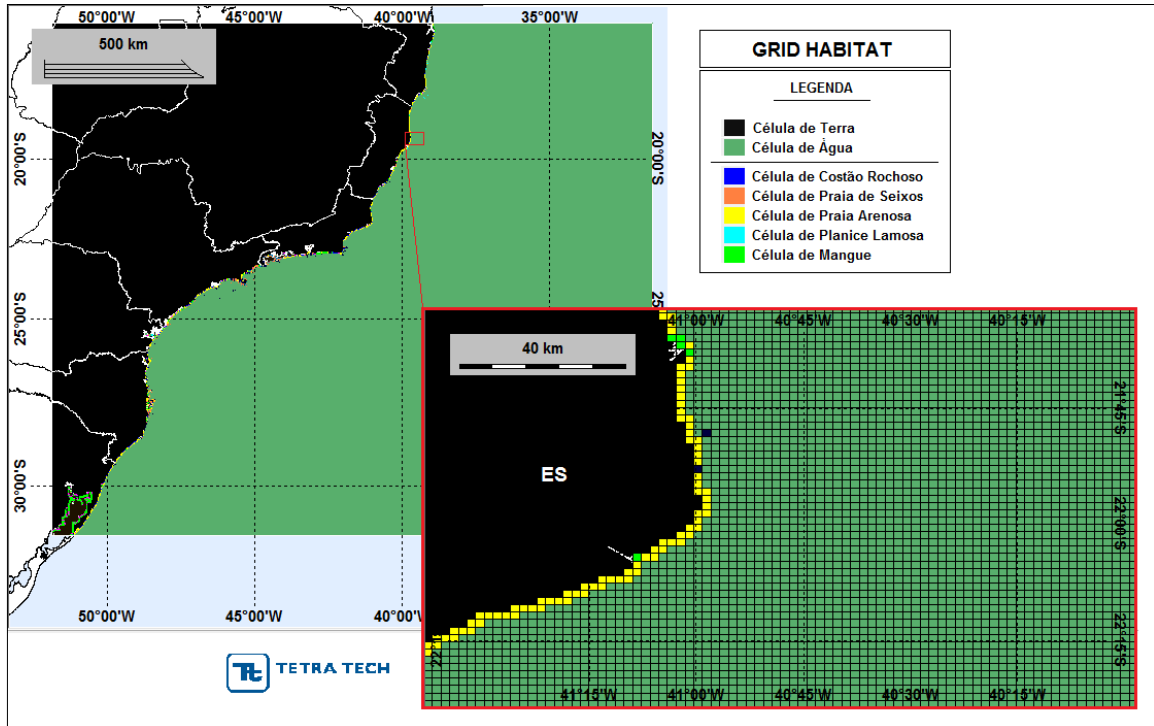 50°00'W
45°00'W
40°00'W
35°00'W
500 km
20°00'S
20°00'S
25°00'S
25
30°00'S
50°00'W
45°00'W
40°00'W
GRID HABITAT
LEGENDA
Célula de Terra
Célula de Água
Célula de Costão Rochoso
Célula de Praia de Seixos
Célula de Praia Arenosa
Célula de Planice Lamosa
Célula de Mangue
41°00'W
40°45'W
40°30'W
40°15'W
40 km
21°45'S
ES
22°00'S
22°15'S
41°15'W
41°00'W
40°45'W
40°30'W
40°15'W
Tt
TETRA TECH